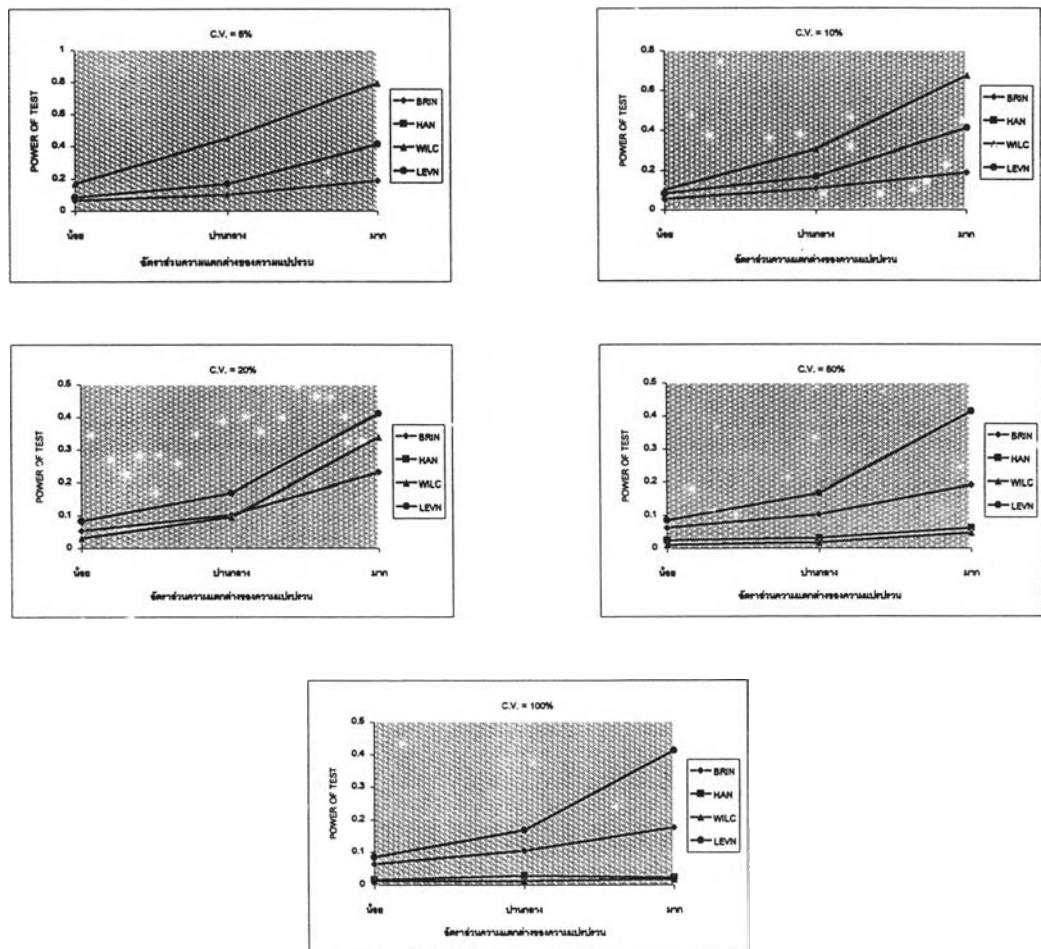 C.V. = 5%
POWER OF TEST
1
0.8
0.6
0.4
0.2
0
น้อย
ปานกลาง
มาก
อัตราส่วนความแตกต่างของความแปรปรวน
BRIN
HAN
WILC
LEVN
C.V. = 10%
POWER OF TEST
0.8
0.6
0.4
0.2
0
น้อย
ปานกลาง
มาก
อัตราส่วนความแตกต่างของความแปรปรวน
BRIN
HAN
WILC
LEVN
C.V. = 20%
POWER OF TEST
0.5
0.4
0.3
0.2
0.1
0
น้อย
ปานกลาง
มาก
อัตราส่วนความแตกต่างของความแปรปรวน
BRIN
HAN
WILC
LEVN
C.V. = 50%
POWER OF TEST
0.5
0.4
0.3
0.2
0.1
0
น้อย
ปานกลาง
มาก
อัตราส่วนความแตกต่างของความแปรปรวน
BRIN
HAN
WILC
LEVN
C.V. = 100%
POWER OF TEST
0.5
0.4
0.3
0.2
0.1
0
น้อย
ปานกลาง
มาก
อัตราส่วนความแตกต่างของความแปรปรวน
BRIN
HAN
WILC
LEVN